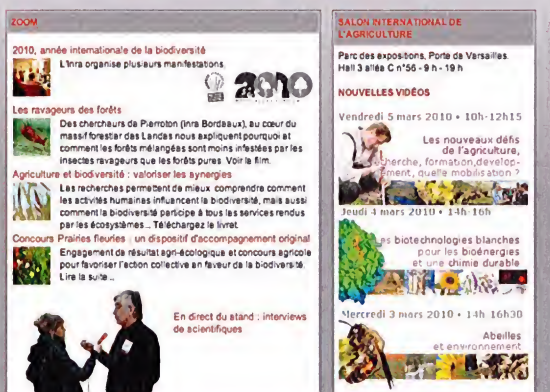 ZOOM
2010, année internationale de la biodiversité
L'Inra organise plusieurs manifestations.
2010
Les ravageurs des forêts
Des chercheurs de Pierroton (Inra Bordeaux), au cœur du
massif forestier des Landes nous expliquent pourquoi et
comment les forêts mélangées sont moins infestées par les
insectes ravageurs que les forêts pures. Voir le film.
Agriculture et biodiversité : valoriser les synergies
Les recherches permettent de mieux comprendre comment
les activités humaines influencent la biodiversité, mais aussi
comment la biodiversité participe à tous les services rendus
par les écosystèmes... Téléchargez le livret.
Concours Prairies fleuries : un dispositif d'accompagnement original
Engagement de résultat agri-écologique et concours agricole
pour favoriser l'action collective en faveur de la biodiversité.
Lire la suite...
En direct du stand : interviews
de scientifiques
SALON INTERNATIONAL DE
L'AGRICULTURE
Parc des expositions, Porte de Versailles
Hall 3 allée C n°56 - 9 h - 19 h
NOUVELLES VIDÉOS
Vendredi 5 mars 2010 • 10h-12h15
Les nouveaux défis
de l'agriculture,
cherche, formation, dévelop-
ement, quelle mobilisation ?
Jeudi 4 mars 2010 • 14h-16h
es biotechnologies blanches
pour les bioénergies
et une chimie durable
Mercredi 3 mars 2010 • 14h-16h30
Abeilles
et environnement